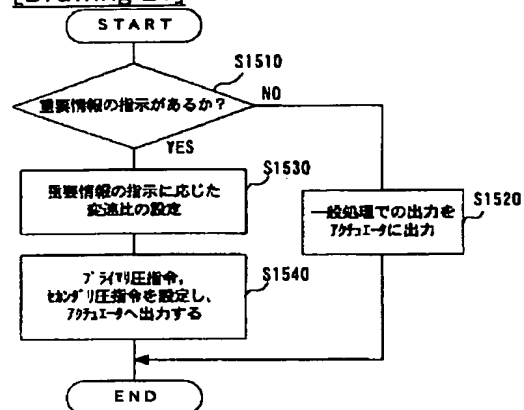 START
S1510
重要情報の指示があるか?
NO
YES
S1530
重要情報の指示に応じた
変速比の設定
S1520
一般処理での出力を
アクチュエータに出力
S1540
プライマリ圧指令,
セカンダリ圧指令を設定し、
アクチュエータへ出力する
END